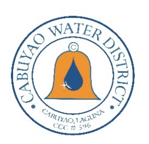 CABUYAO WATER DISTRICT
CABUYAO, LAGUNA
CCC # 596